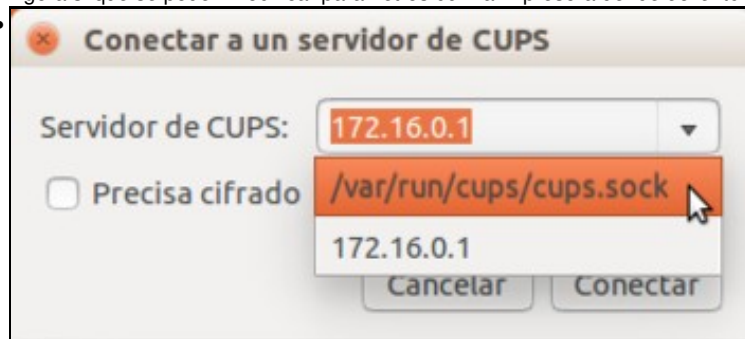 Conectar a un servidor de CUPS
Servidor de CUPS: 172.16.0.1
Precisa cifrado
/var/run/cups/cups.sock
172.16.0.1
Cancelar Conectar